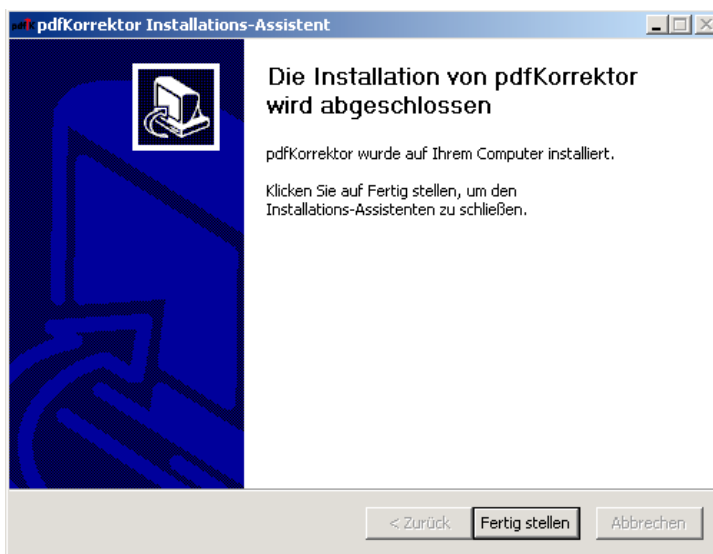 pdfK pdfKorrektor Installations-Assistent
Die Installation von pdfKorrektor
wird abgeschlossen
pdfKorrektor wurde auf Ihrem Computer installiert.
Klicken Sie auf Fertig stellen, um den
Installations-Assistenten zu schließen.
< Zurück Fertig stellen Abbrechen